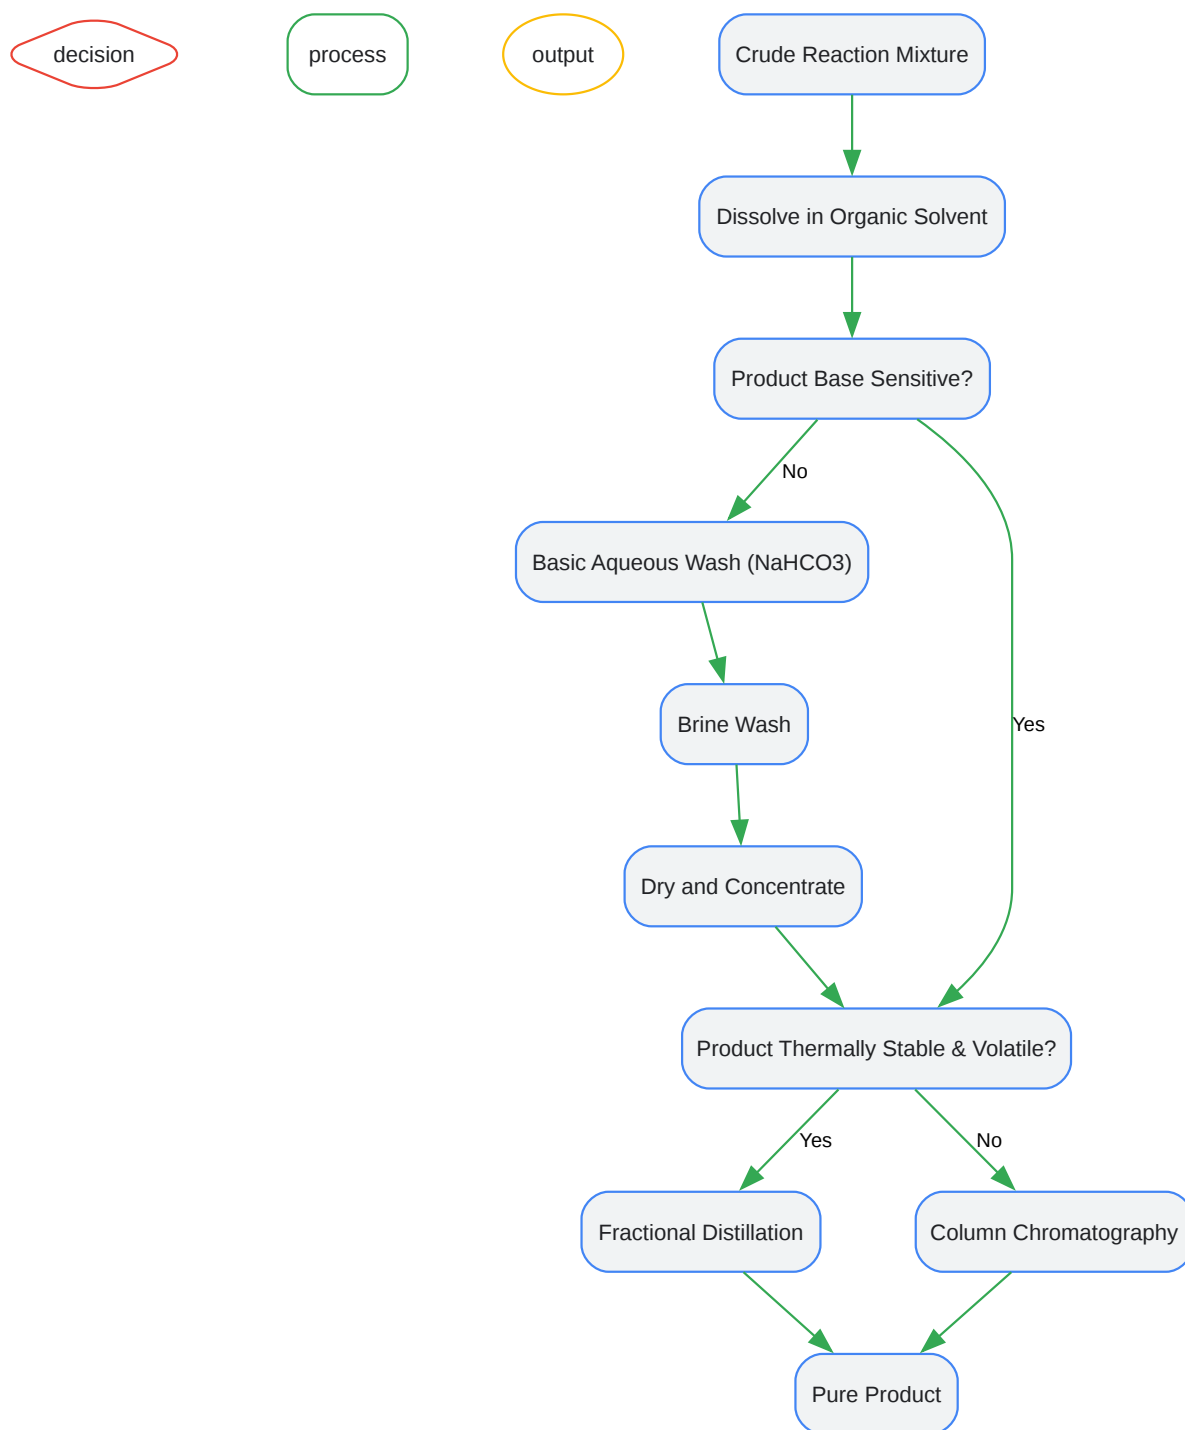 decision
process
output
Crude Reaction Mixture
Dissolve in Organic Solvent
Product Base Sensitive?
No
Basic Aqueous Wash (NaHCO3)
Brine Wash
Yes
Dry and Concentrate
Product Thermally Stable & Volatile?
Yes
No
Fractional Distillation
Column Chromatography
Pure Product